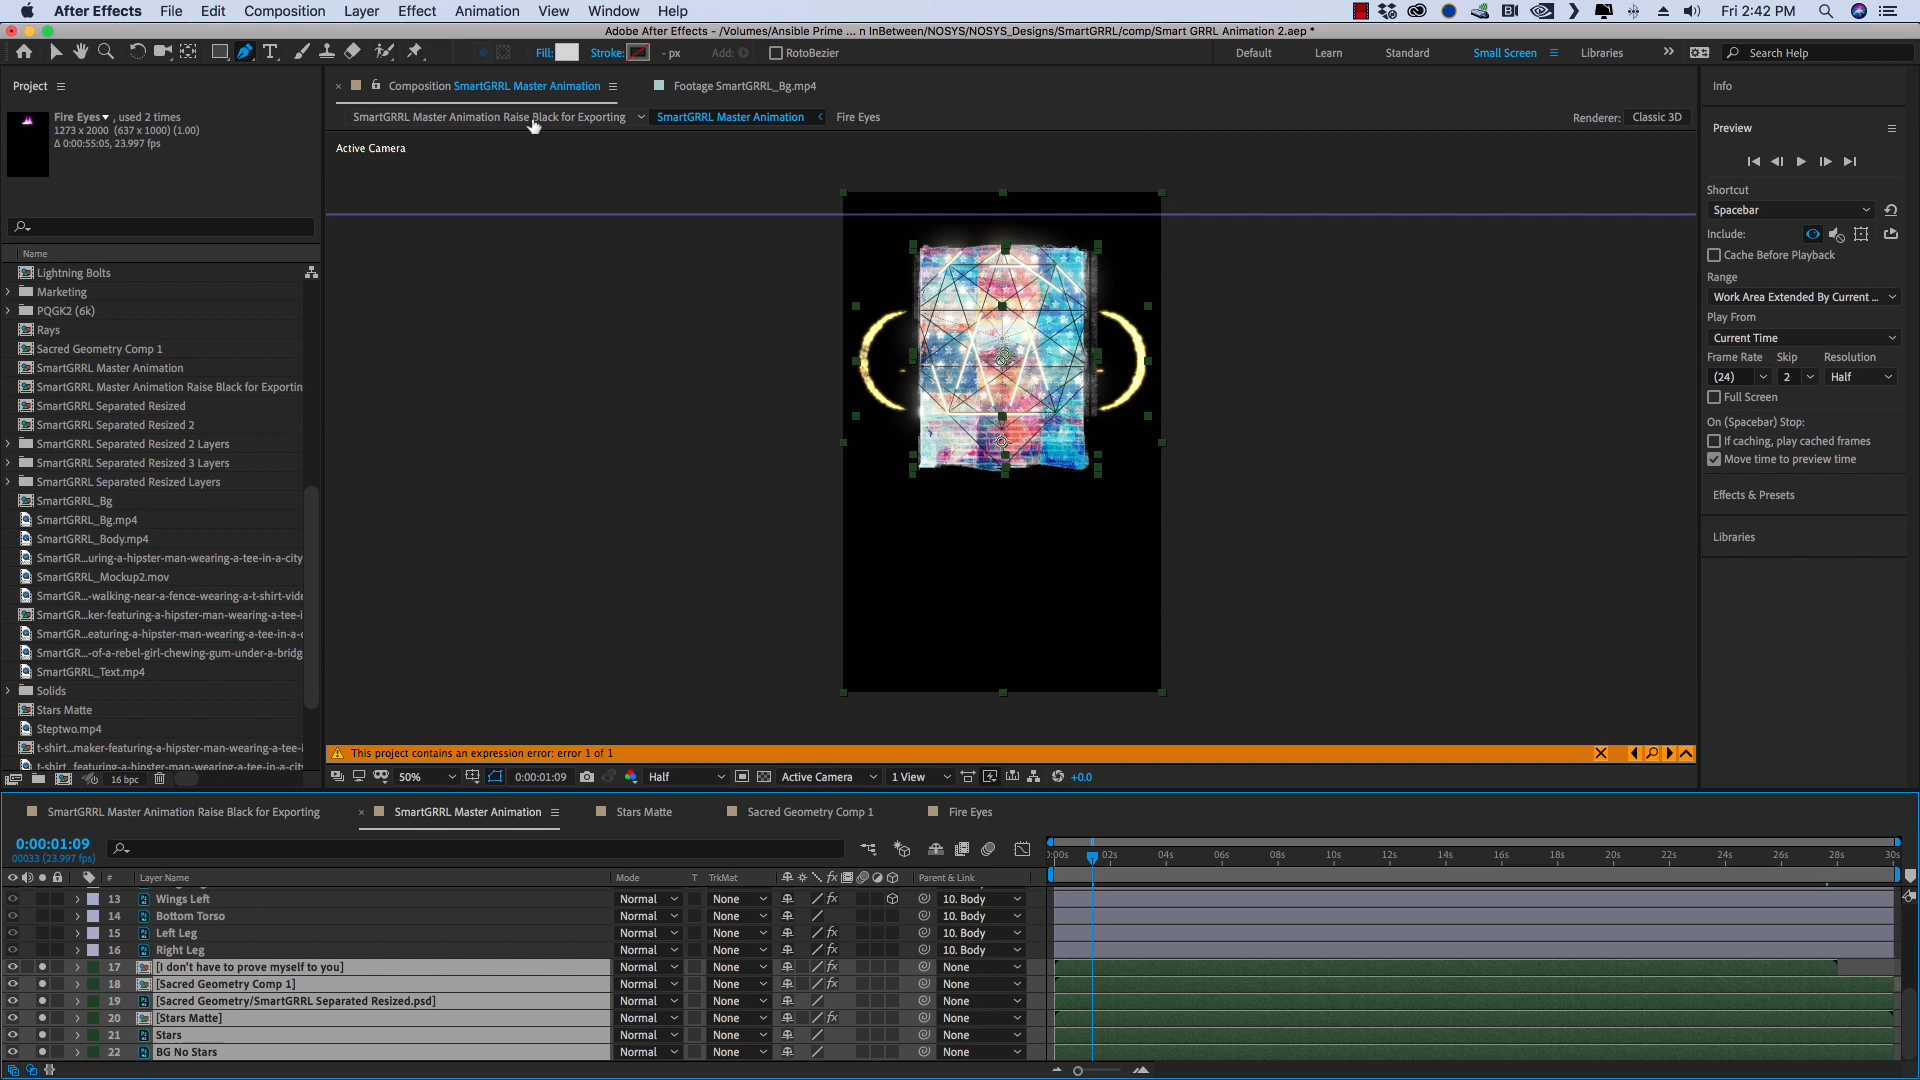 After Effects File Edit Composition Layer Effect Animation View Window Help Fri 2:42 PM
Adobe After Effects - /Volumes/Ansible Prime ... n InBetween/NOSYS/NOSYS_Designs/SmartGRRL/comp/Smart GRRL Animation 2.aep *
Fill: Stroke: - px Add: RotoBezier Default Learn Standard Small Screen Libraries Search Help
Project
Composition SmartGRRL Master Animation Footage SmartGRRL_Bg.mp4
Info
Fire Eyes , used 2 times
1273 x 2000 (637 x 1000) (1.00)
Δ 0:00:55:05, 23.997 fps
SmartGRRL Master Animation Raise Black for Exporting SmartGRRL Master Animation Fire Eyes
Renderer: Classic 3D
Active Camera
Preview
Shortcut
Spacebar
Include:
Cache Before Playback
Range
Work Area Extended By Current ...
Play From
Current Time
Frame Rate Skip Resolution
(24) 2 Half
Full Screen
On (Spacebar) Stop:
If caching, play cached frames
Move time to preview time
Effects & Presets
Libraries
Name
Lightning Bolts
Marketing
PQGK2 (6k)
Rays
Sacred Geometry Comp 1
SmartGRRL Master Animation
SmartGRRL Master Animation Raise Black for Exportin
SmartGRRL Separated Resized
SmartGRRL Separated Resized 2
SmartGRRL Separated Resized 2 Layers
SmartGRRL Separated Resized 3 Layers
SmartGRRL Separated Resized Layers
SmartGRRL_Bg
SmartGRRL_Bg.mp4
SmartGRRL_Body.mp4
SmartGR...uring-a-hipster-man-wearing-a-tee-in-a-city
SmartGRRL_Mockup2.mov
SmartGR...-walking-near-a-fence-wearing-a-t-shirt-vide
SmartGR...ker-featuring-a-hipster-man-wearing-a-tee-i
SmartGR...eaturing-a-hipster-man-wearing-a-tee-in-a-c
SmartGR...-of-a-rebel-girl-chewing-gum-under-a-bridg
SmartGRRL_Text.mp4
Solids
Stars Matte
Steptwo.mp4
t-shirt...maker-featuring-a-hipster-man-wearing-a-tee-i
t-shirt...featuring-a-hipster-man-wearing-a-tee-in-a-cit
16 bpc
This project contains an expression error: error 1 of 1
50% 0:00:01:09 Half Active Camera 1 View +0.0
SmartGRRL Master Animation Raise Black for Exporting SmartGRRL Master Animation Stars Matte Sacred Geometry Comp 1 Fire Eyes
0:00:01:09
00033 (23.997 fps)
:00s 02s 04s 06s 08s 10s 12s 14s 16s 18s 20s 22s 24s 26s 28s 30s
# Layer Name Mode T TrkMat Parent & Link
13 Wings Left Normal None 10. Body
14 Bottom Torso Normal None 10. Body
15 Left Leg Normal None 10. Body
16 Right Leg Normal None 10. Body
17 [I don't have to prove myself to you] Normal None None
18 [Sacred Geometry Comp 1] Normal None None
19 [Sacred Geometry/SmartGRRL Separated Resized.psd] Normal None None
20 [Stars Matte] Normal None None
21 Stars Normal None None
22 BG No Stars Normal None None